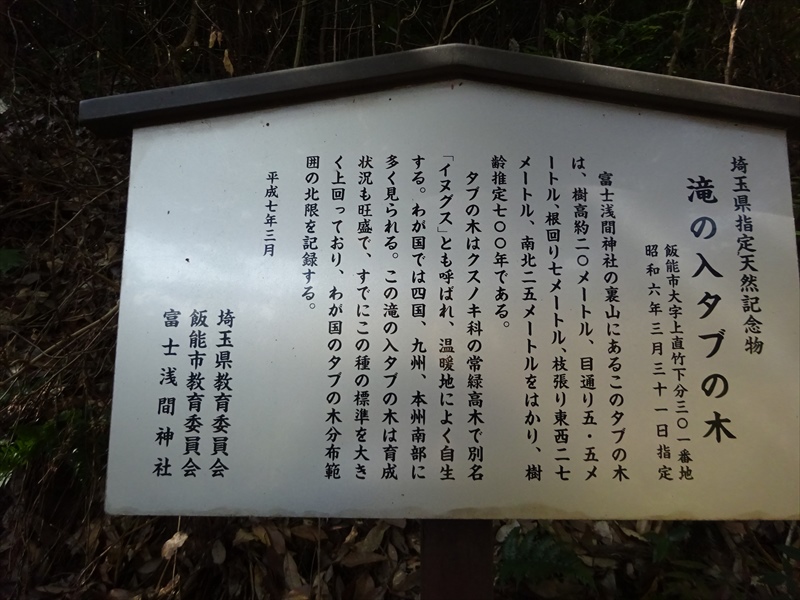 埼玉県指定天然記念物
滝の入タブの木
飯能市大字上直竹下分三〇一番地
昭和六年三月三十一日指定
富士浅間神社の裏山にあるこのタブの木
は、樹高約二〇メートル、目通り五・五メ
ートル、根回り七メートル、枝張り東西二七
メートル、南北二五メートルをはかり、樹
齢推定七〇〇年である。
タブの木はクスノキ科の常緑高木で別名
「イヌグス」とも呼ばれ、温暖地によく自生
する。わが国では四国、九州、本州南部に
多く見られる。この滝の入タブの木は育成
状況も旺盛で、すでにこの種の標準を大き
く上回っており、わが国のタブの木分布範
囲の北限を記録する。
平成七年三月
埼玉県教育委員会
飯能市教育委員会
富士浅間神社